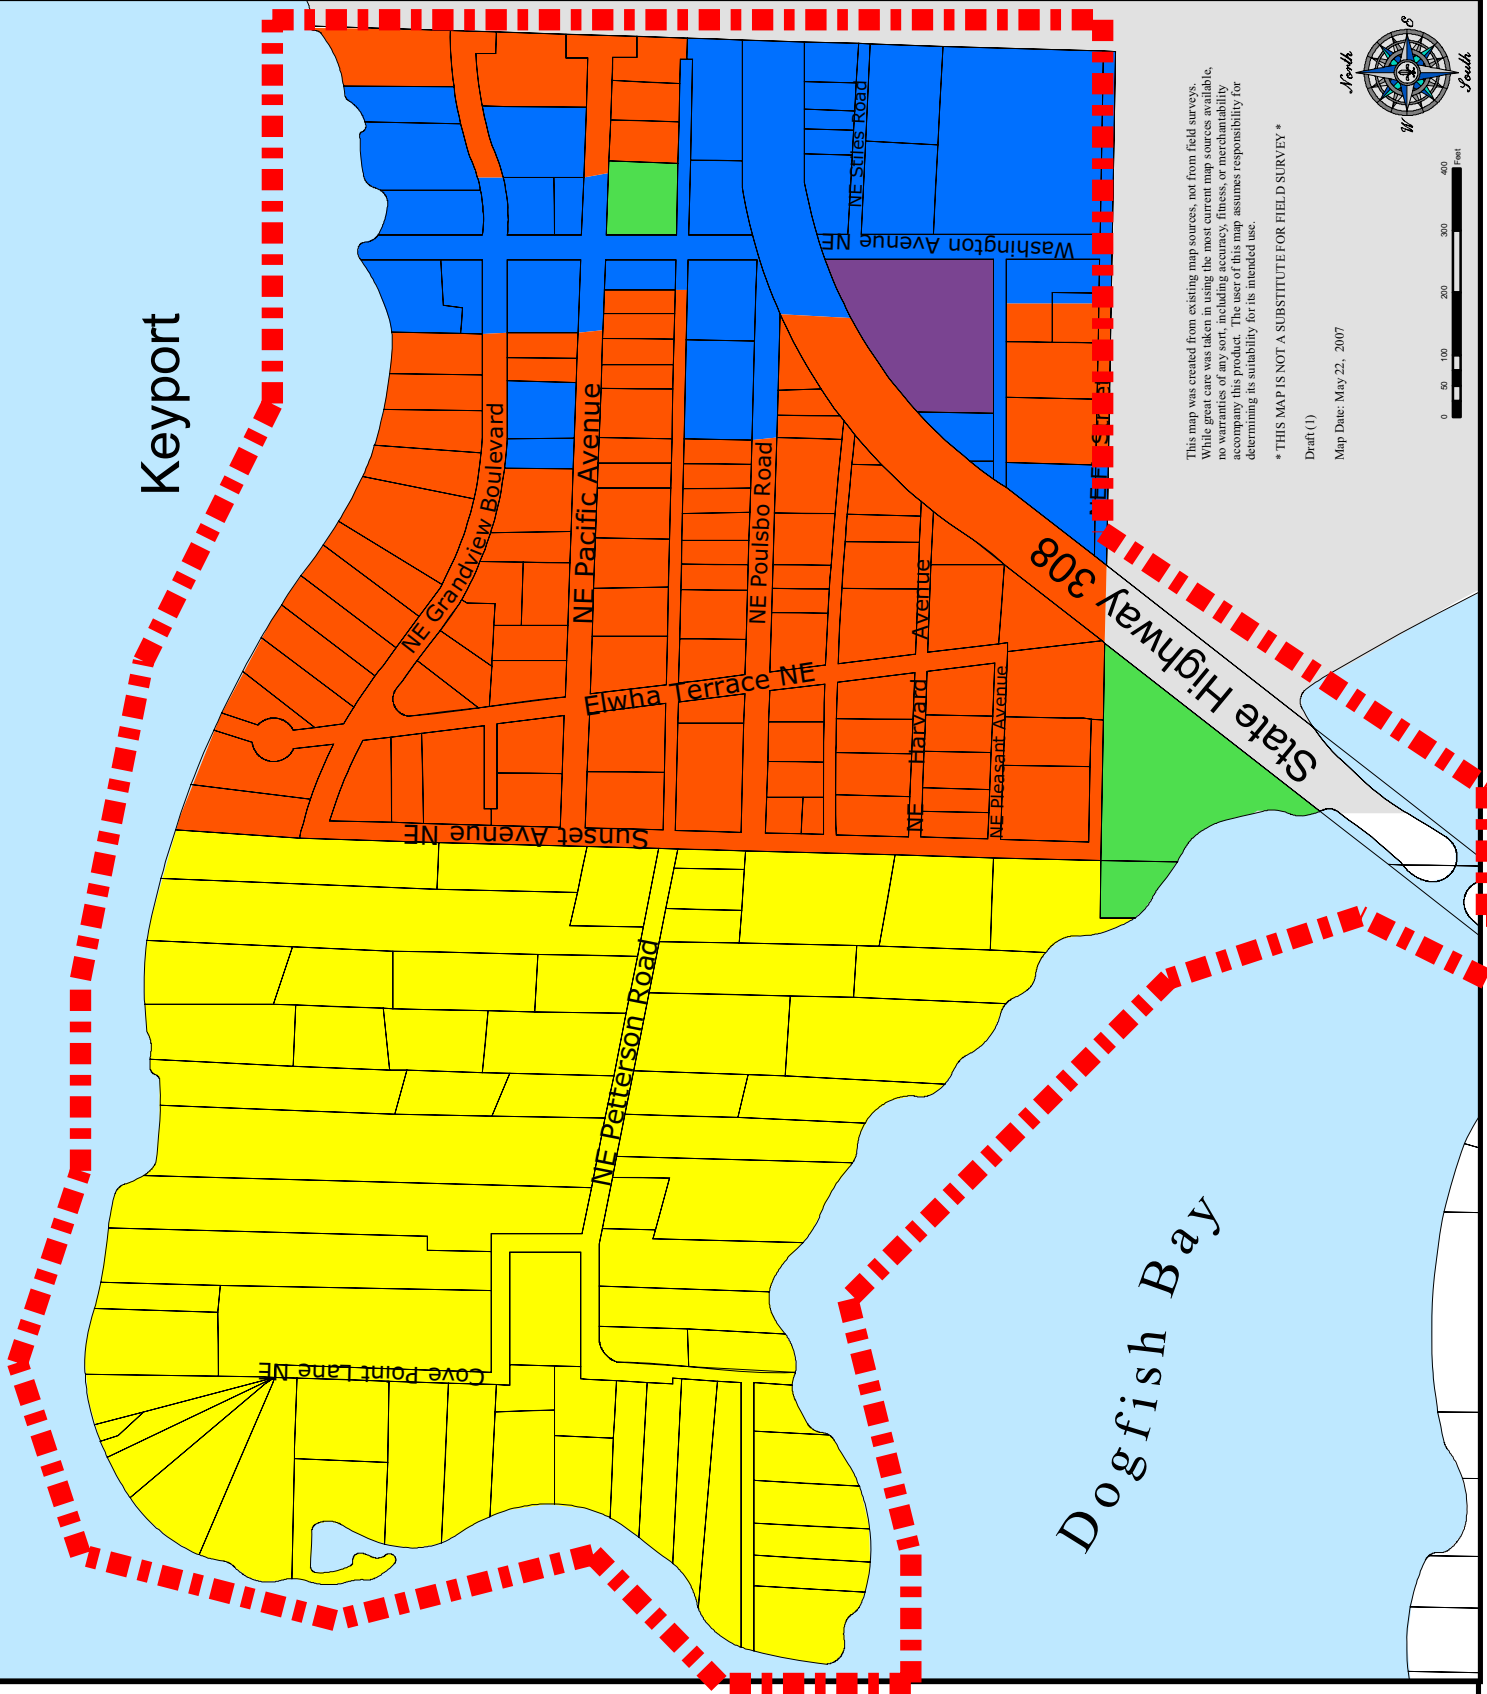 Keyport
North
E
South
W
NE Stiles Road
Washington Avenue NE
NE Grandview Boulevard
NE Pacific Avenue
NE Poulsbo Road
State Highway 308
Elwha Terrace NE
NE Harvard Avenue
NE Pleasant Avenue
Sunset Avenue NE
NE Petterson Road
Cove Point Lane NE
Dogfish Bay
This map was created from existing map sources, not from field surveys.
While great care was taken in using the most current map sources available,
no warranties of any sort, including accuracy, fitness, or merchantability
accompany this product. The user of this map assumes responsibility for
determining its suitability for its intended use.
* THIS MAP IS NOT A SUBSTITUTE FOR FIELD SURVEY *
Draft (1)
Map Date: May 22, 2007
0 50 100 200 300 400
Feet